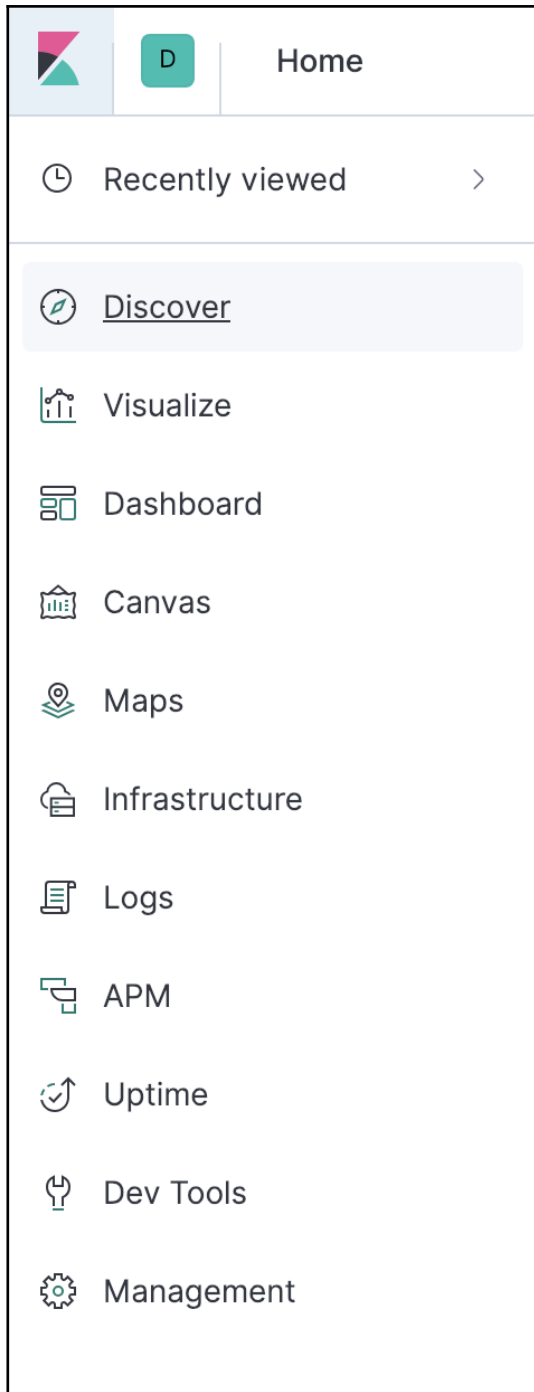 D Home
Recently viewed
Discover
Visualize
Dashboard
Canvas
Maps
Infrastructure
Logs
APM
Uptime
Dev Tools
Management